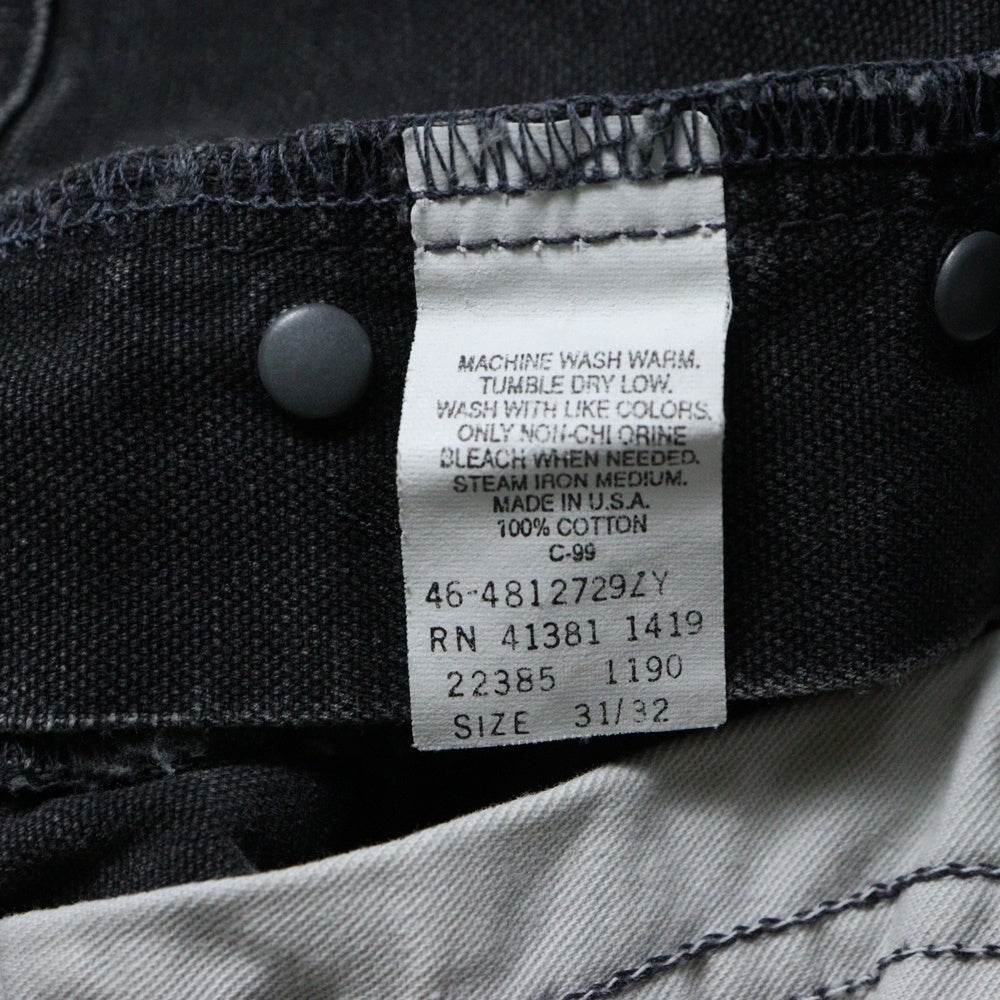 MACHINE WASH WARM.
TUMBLE DRY LOW.
WASH WITH LIKE COLORS.
ONLY NON-CHLORINE
BLEACH WHEN NEEDED.
STEAM IRON MEDIUM.
MADE IN U.S.A.
100% COTTON
C-99
46-4812729ZY
RN 41381 1419
22385 1190
SIZE 31/32